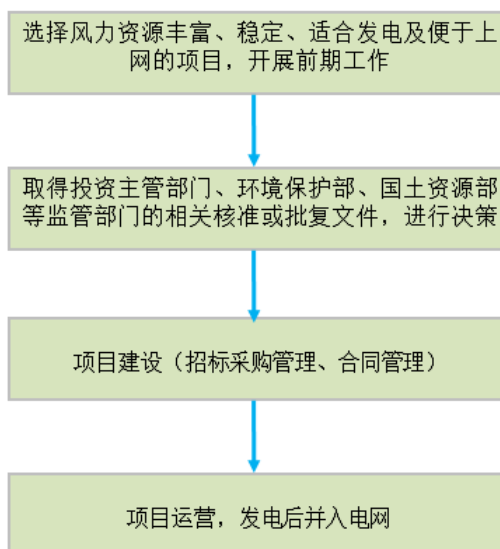 选择风力资源丰富、稳定、适合发电及便于上
网的项目，开展前期工作
取得投资主管部门、环境保护部、国土资源部
等监管部门的相关核准或批复文件，进行决策
项目建设（招标采购管理、合同管理）
项目运营，发电后并入电网